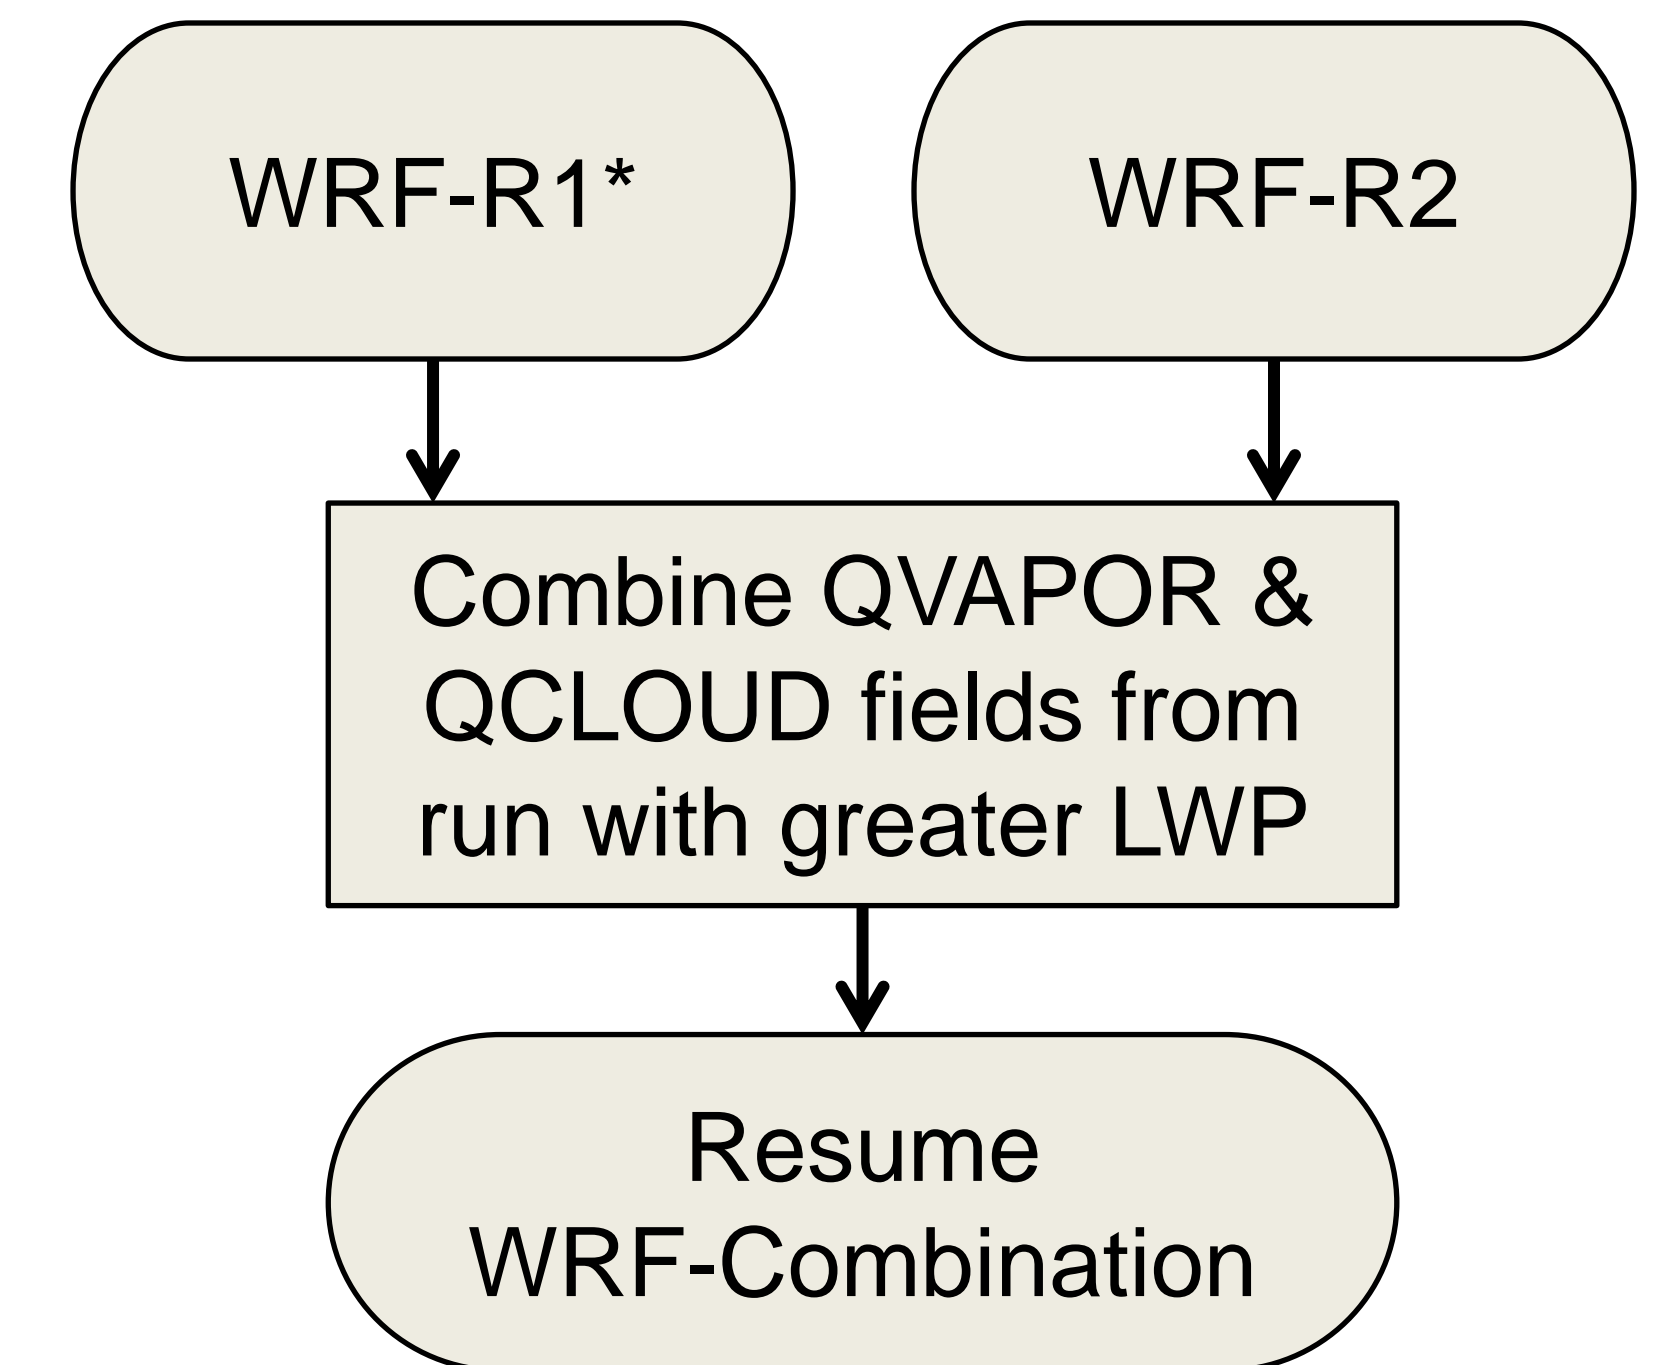 WRF-R1*
WRF-R2
Combine QVAPOR &
QCLOUD fields from
run with greater LWP
Resume
WRF-Combination